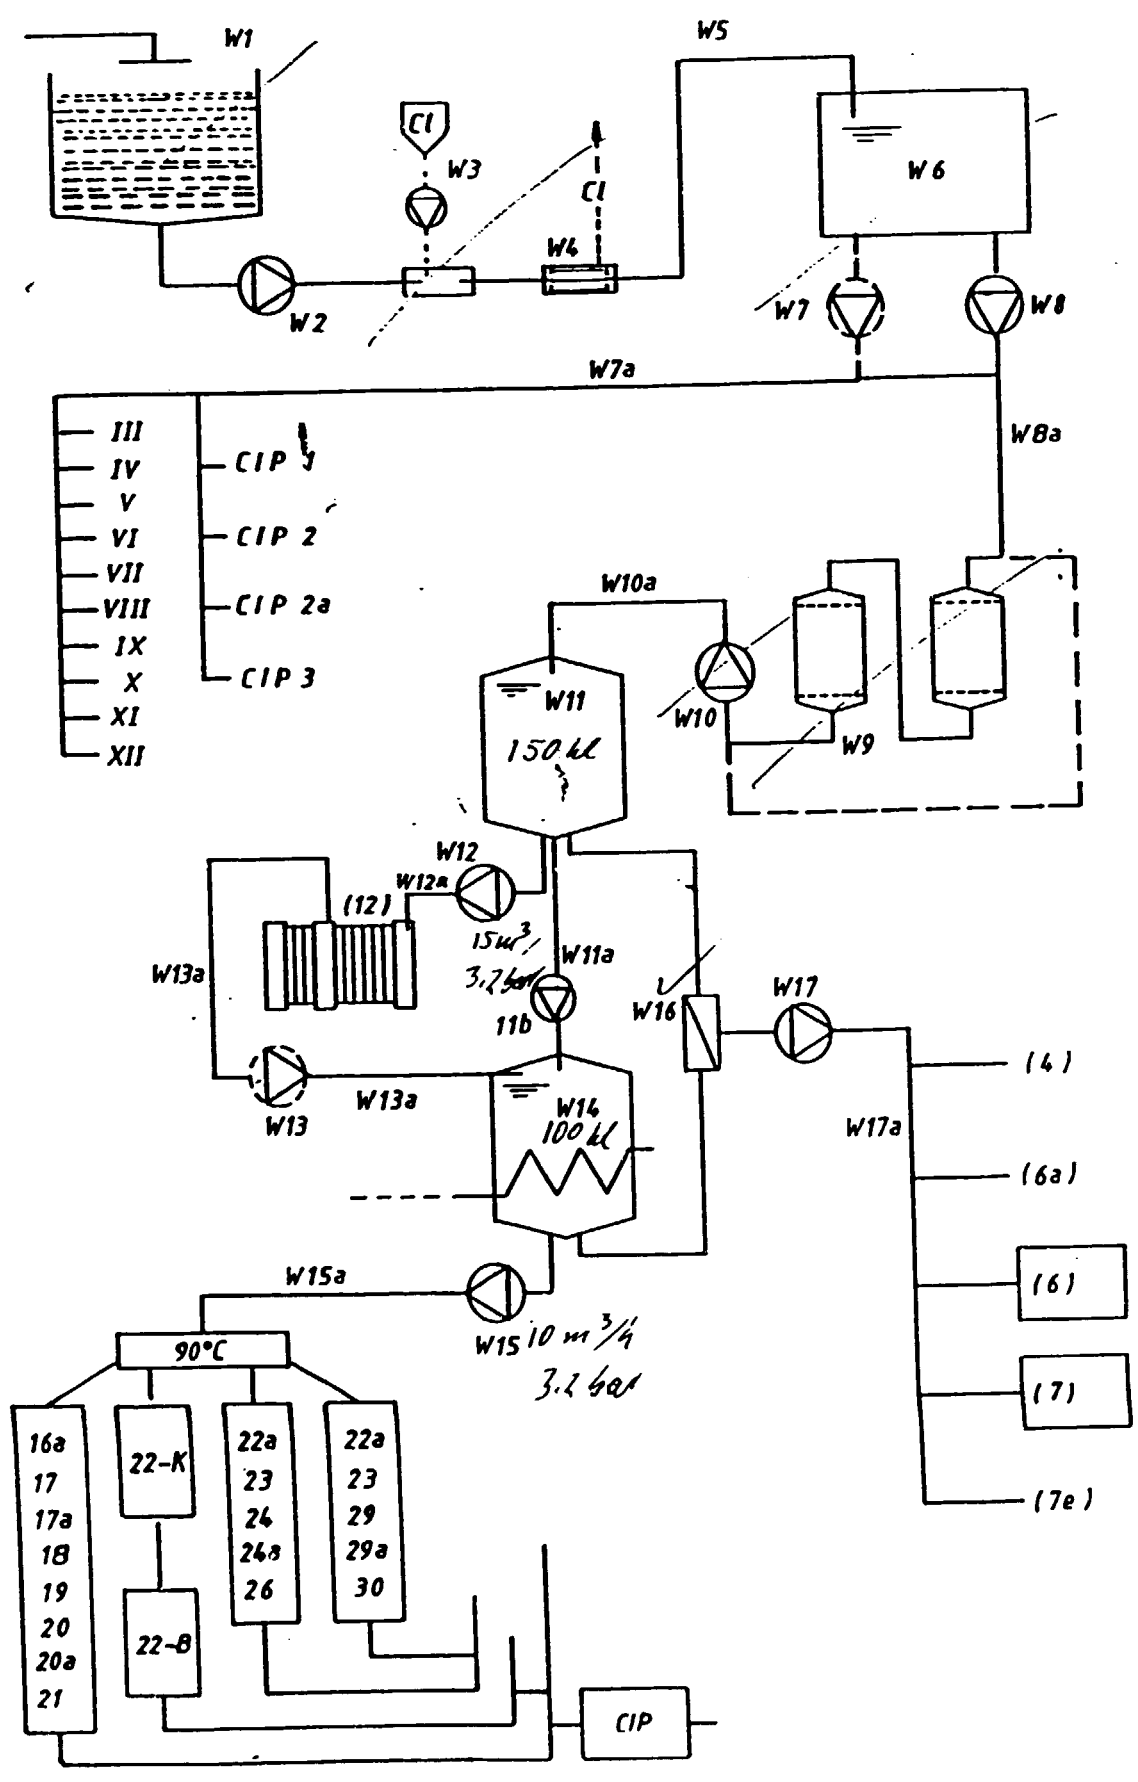 W1
W5
Cl
W3
Cl
W4
W6
W2
W7
W8
W7a
III
IV
V
VI
VII
VIII
IX
X
XI
XII
CIP 1
CIP 2
CIP 2a
CIP 3
W8a
W10a
W10
W9
W11
150 hl
W12
W12a
(12)
15 m³/
3.2 bar
W11a
11b
W13a
W13
W13a
W14
100 hl
W16
W17
W17a
(4)
(6a)
(6)
(7)
(7e)
W15a
W15 10 m³/h
3.2 bar
90°C
16a
17
17a
18
19
20
20a
21
22-K
22-B
22a
23
24
24a
26
22a
23
29
29a
30
CIP